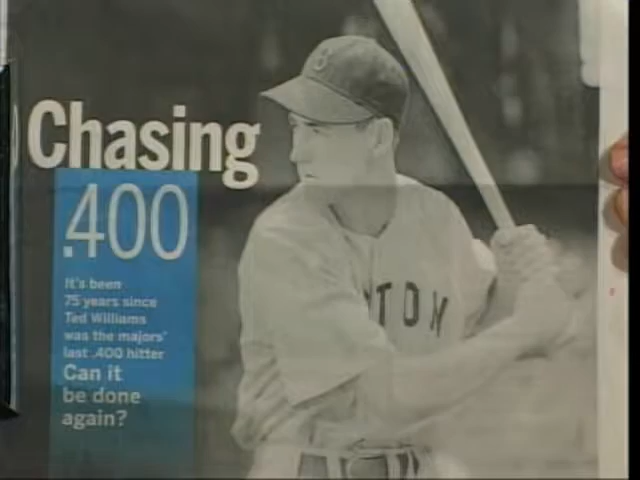 Chasing
.400
It's been
75 years since
Ted Williams
was the majors'
last .400 hitter
Can it
be done
again?
B
TON